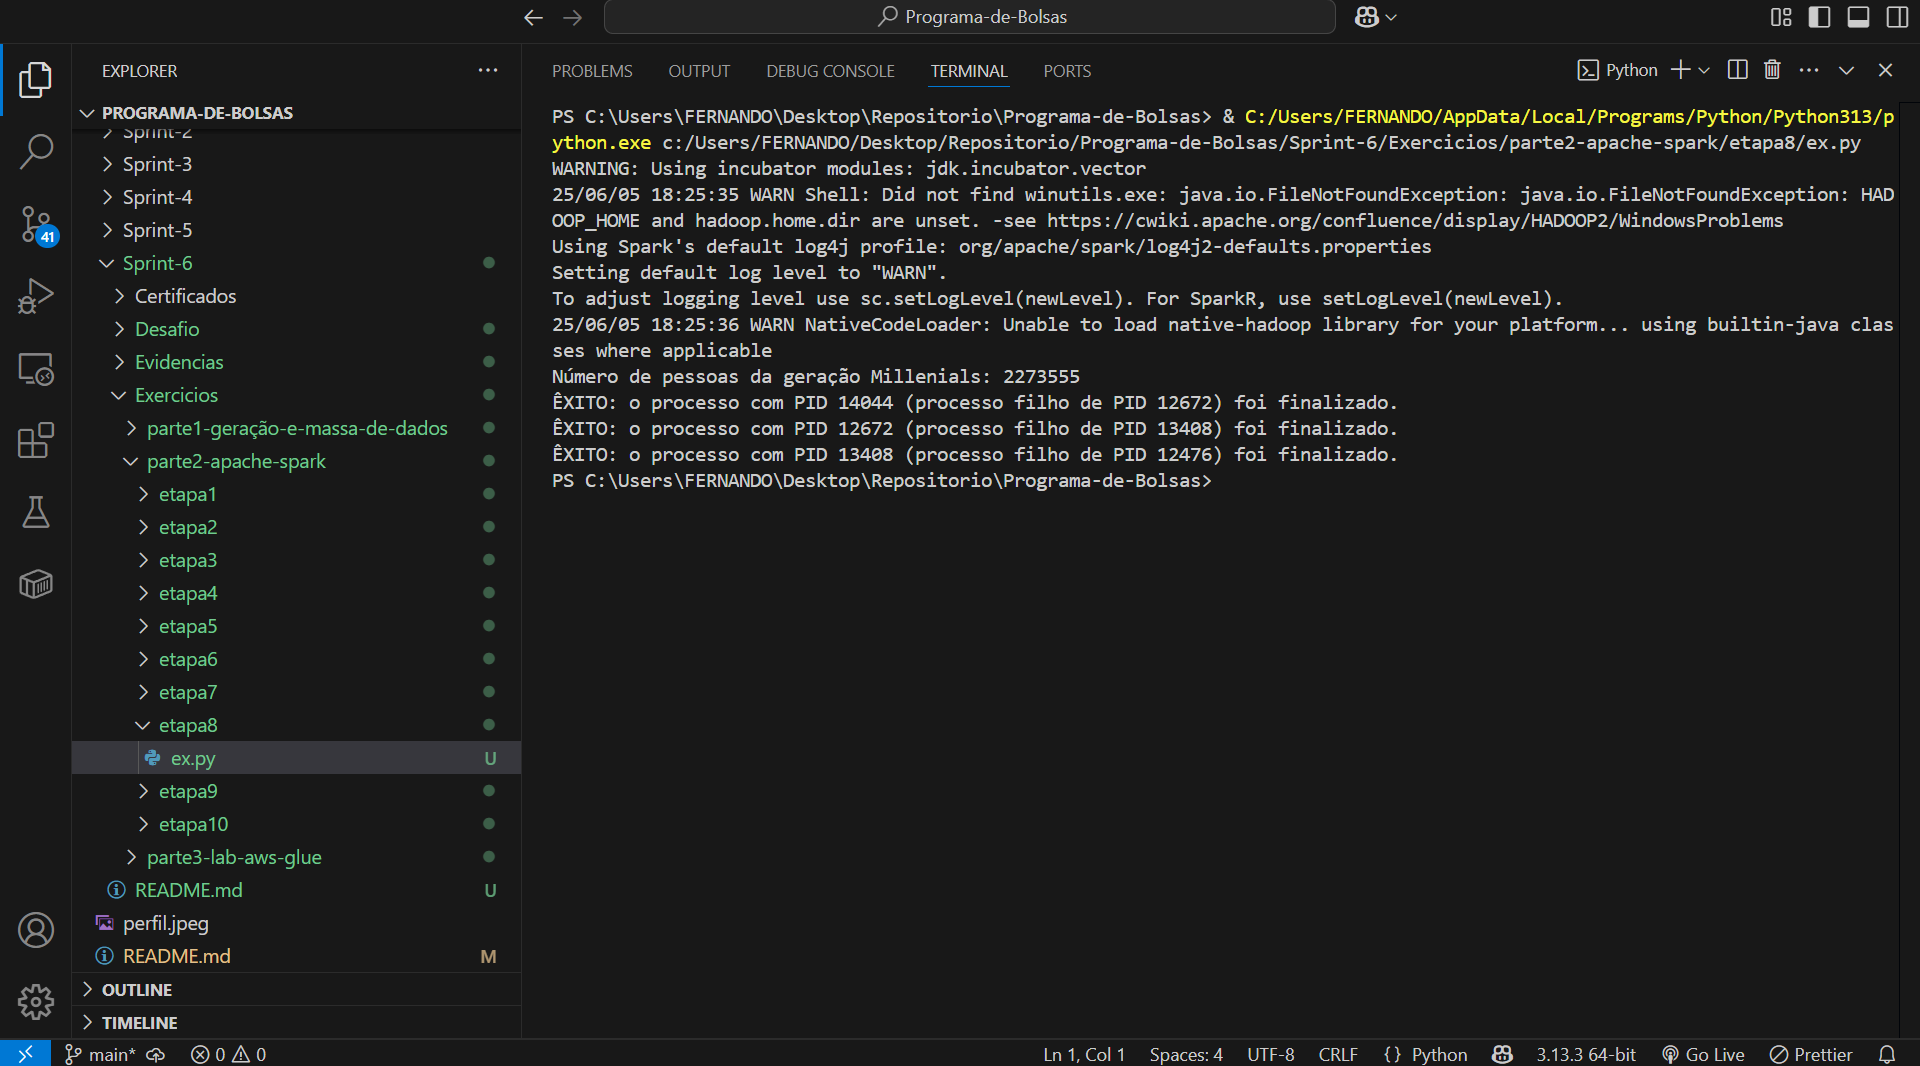 Programa-de-Bolsas
EXPLORER
PROGRAMA-DE-BOLSAS
Sprint-2
Sprint-3
Sprint-4
Sprint-5
Sprint-6
Certificados
Desafio
Evidencias
Exercicios
parte1-geração-e-massa-de-dados
parte2-apache-spark
etapa1
etapa2
etapa3
etapa4
etapa5
etapa6
etapa7
etapa8
ex.py U
etapa9
etapa10
parte3-lab-aws-glue
README.md U
perfil.jpeg
README.md M
OUTLINE
TIMELINE
41
PROBLEMS OUTPUT DEBUG CONSOLE TERMINAL PORTS
Python
PS C:\Users\FERNANDO\Desktop\Repositorio\Programa-de-Bolsas> & C:/Users/FERNANDO/AppData/Local/Programs/Python/Python313/p
ython.exe c:/Users/FERNANDO/Desktop/Repositorio/Programa-de-Bolsas/Sprint-6/Exercicios/parte2-apache-spark/etapa8/ex.py
WARNING: Using incubator modules: jdk.incubator.vector
25/06/05 18:25:35 WARN Shell: Did not find winutils.exe: java.io.FileNotFoundException: java.io.FileNotFoundException: HAD
OOP_HOME and hadoop.home.dir are unset. -see https://cwiki.apache.org/confluence/display/HADOOP2/WindowsProblems
Using Spark's default log4j profile: org/apache/spark/log4j2-defaults.properties
Setting default log level to "WARN".
To adjust logging level use sc.setLogLevel(newLevel). For SparkR, use setLogLevel(newLevel).
25/06/05 18:25:36 WARN NativeCodeLoader: Unable to load native-hadoop library for your platform... using builtin-java clas
ses where applicable
Número de pessoas da geração Millenials: 2273555
ÊXITO: o processo com PID 14044 (processo filho de PID 12672) foi finalizado.
ÊXITO: o processo com PID 12672 (processo filho de PID 13408) foi finalizado.
ÊXITO: o processo com PID 13408 (processo filho de PID 12476) foi finalizado.
PS C:\Users\FERNANDO\Desktop\Repositorio\Programa-de-Bolsas>
main* 0 0 Ln 1, Col 1 Spaces: 4 UTF-8 CRLF {} Python 3.13.3 64-bit Go Live Prettier